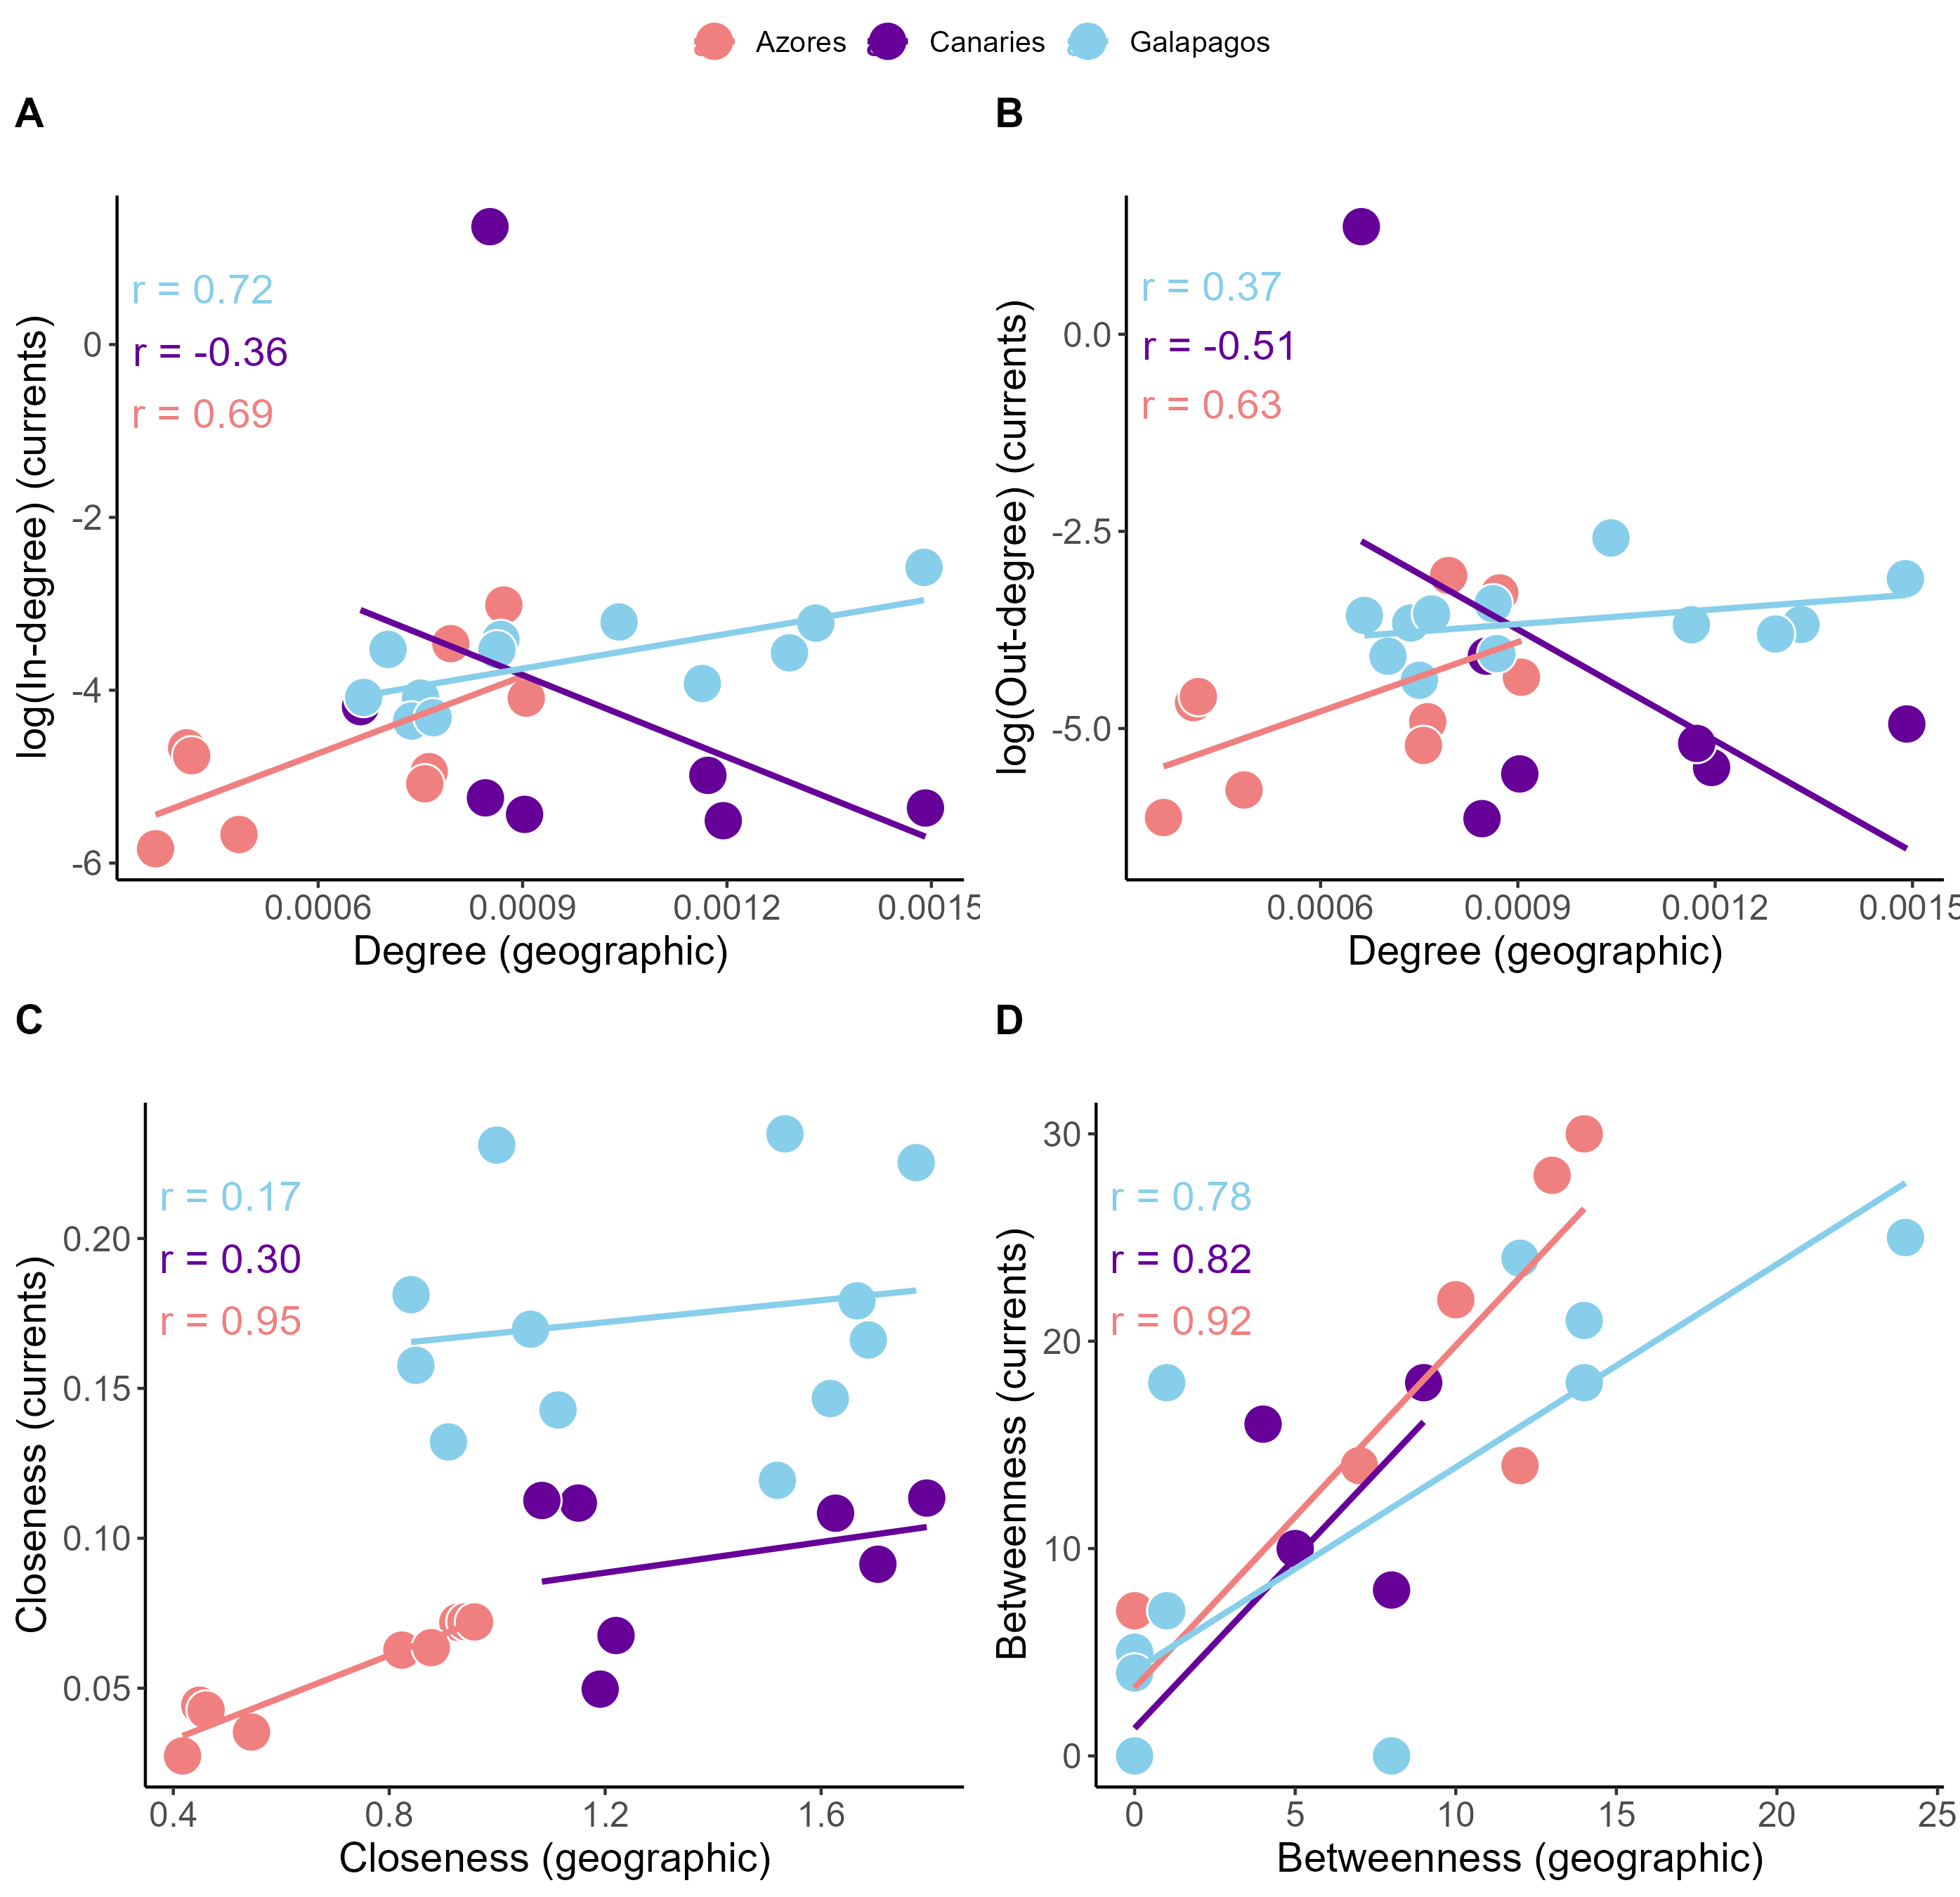 Azores Canaries Galapagos
A
B
r = 0.72
r = -0.36
r = 0.69
0
-2
-4
-6
log(In-degree) (currents)
0.0006 0.0009 0.0012 0.0015
Degree (geographic)
r = 0.37
r = -0.51
r = 0.63
0.0
-2.5
-5.0
log(Out-degree) (currents)
0.0006 0.0009 0.0012 0.0015
Degree (geographic)
C
D
r = 0.17
r = 0.30
r = 0.95
0.20
0.15
0.10
0.05
Closeness (currents)
0.4 0.8 1.2 1.6
Closeness (geographic)
r = 0.78
r = 0.82
r = 0.92
30
20
10
0
Betweenness (currents)
0 5 10 15 20 25
Betweenness (geographic)